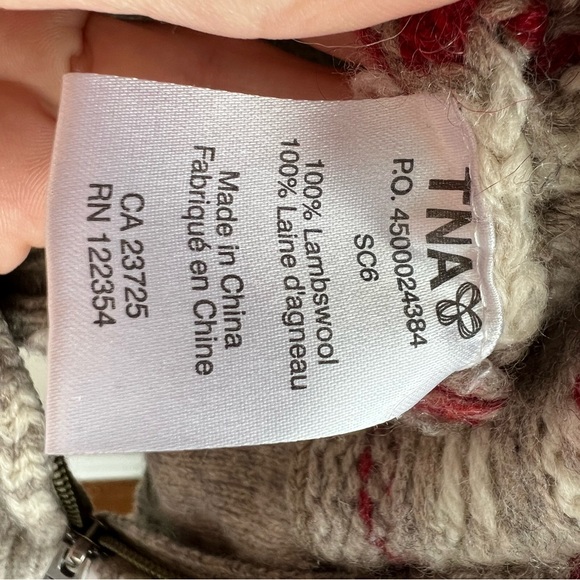 TNA
P.O. 4500024384
SC6
100% Lambswool
100% Laine d'agneau
Made in China
Fabriqué en Chine
CA 23725
RN 122354